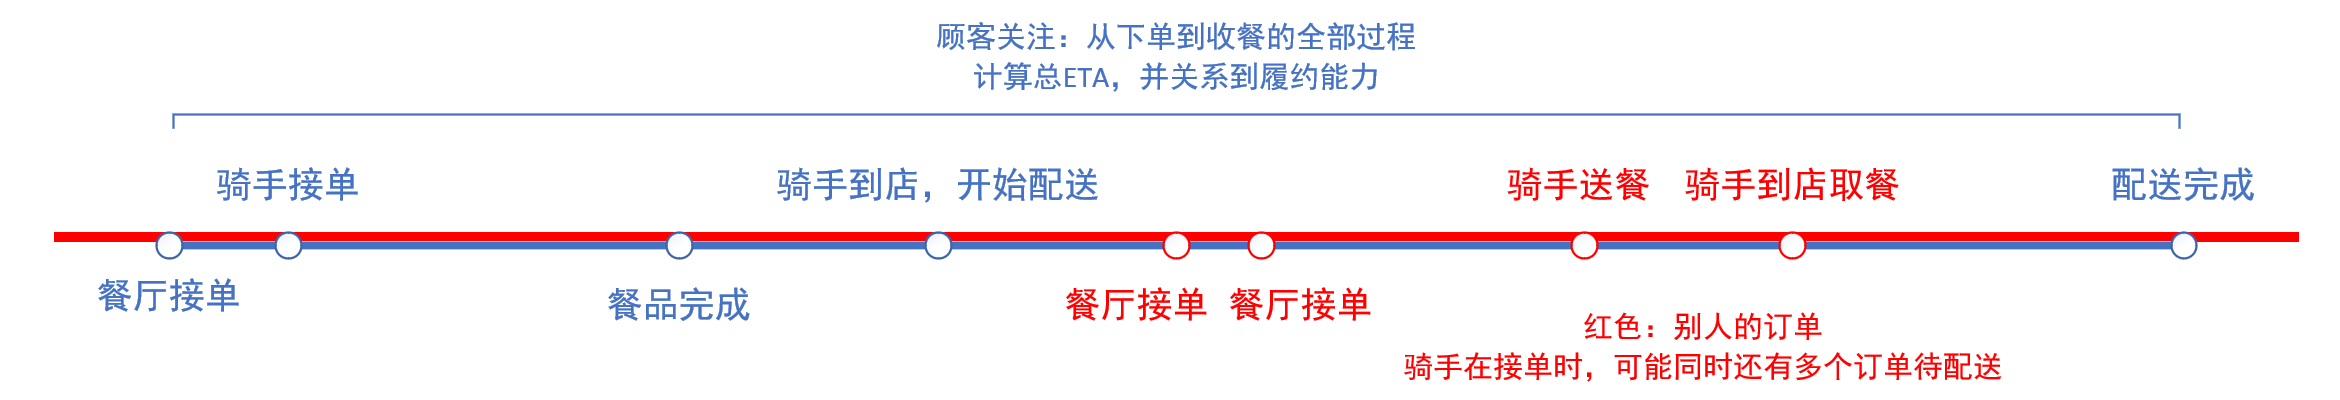 顾客关注：从下单到收餐的全部过程
计算总ETA，并关系到履约能力
骑手接单
骑手到店，开始配送
骑手送餐
骑手到店取餐
配送完成
餐厅接单
餐品完成
餐厅接单
餐厅接单
红色：别人的订单
骑手在接单时，可能同时还有多个订单待配送